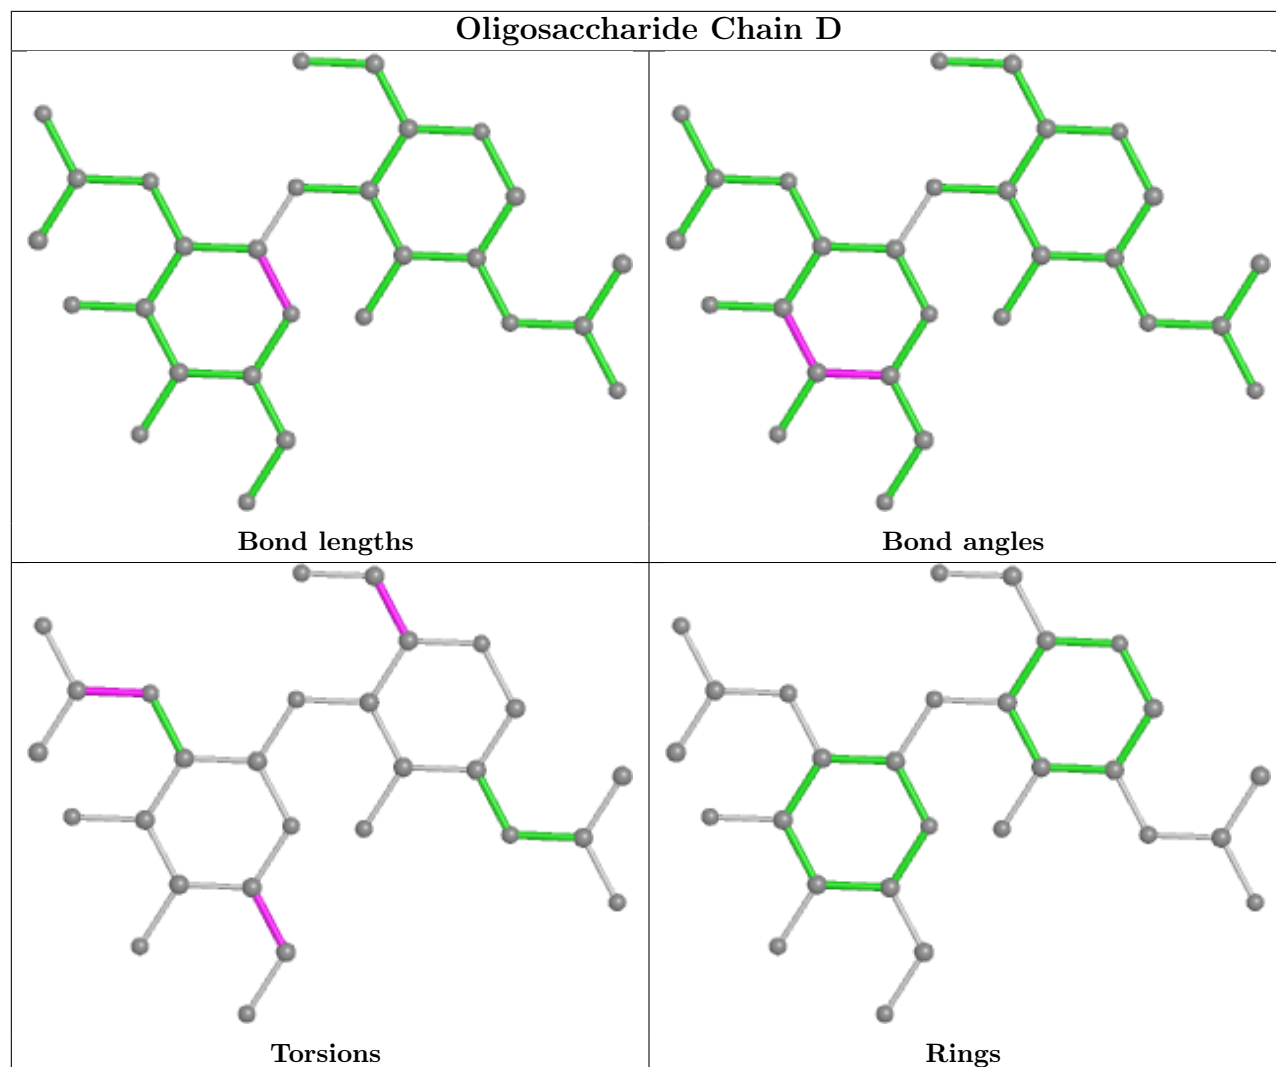 Oligosaccharide Chain D
Bond lengths
Bond angles
Torsions
Rings